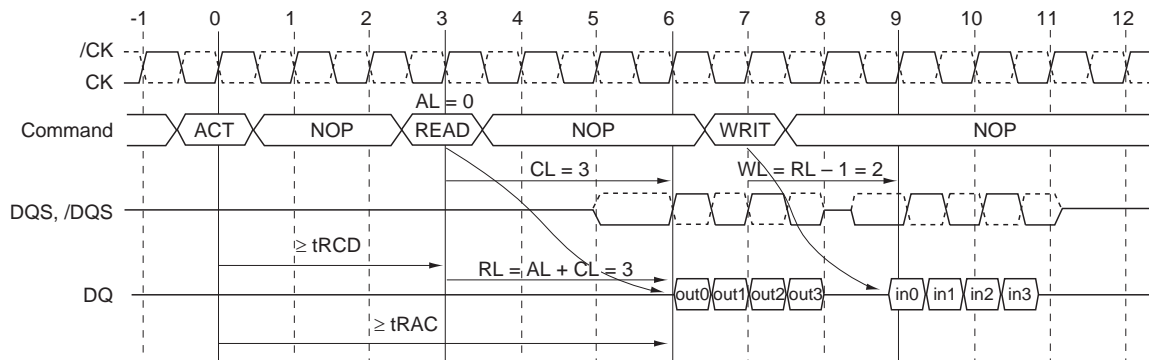 -1 0 1 2 3 4 5 6 7 8 9 10 11 12
/CK
CK
AL = 0
Command ACT NOP READ NOP WRIT NOP
CL = 3 WL = RL − 1 = 2
DQS, /DQS
≥ tRCD
RL = AL + CL = 3
DQ out0 out1 out2 out3 in0 in1 in2 in3
≥ tRAC